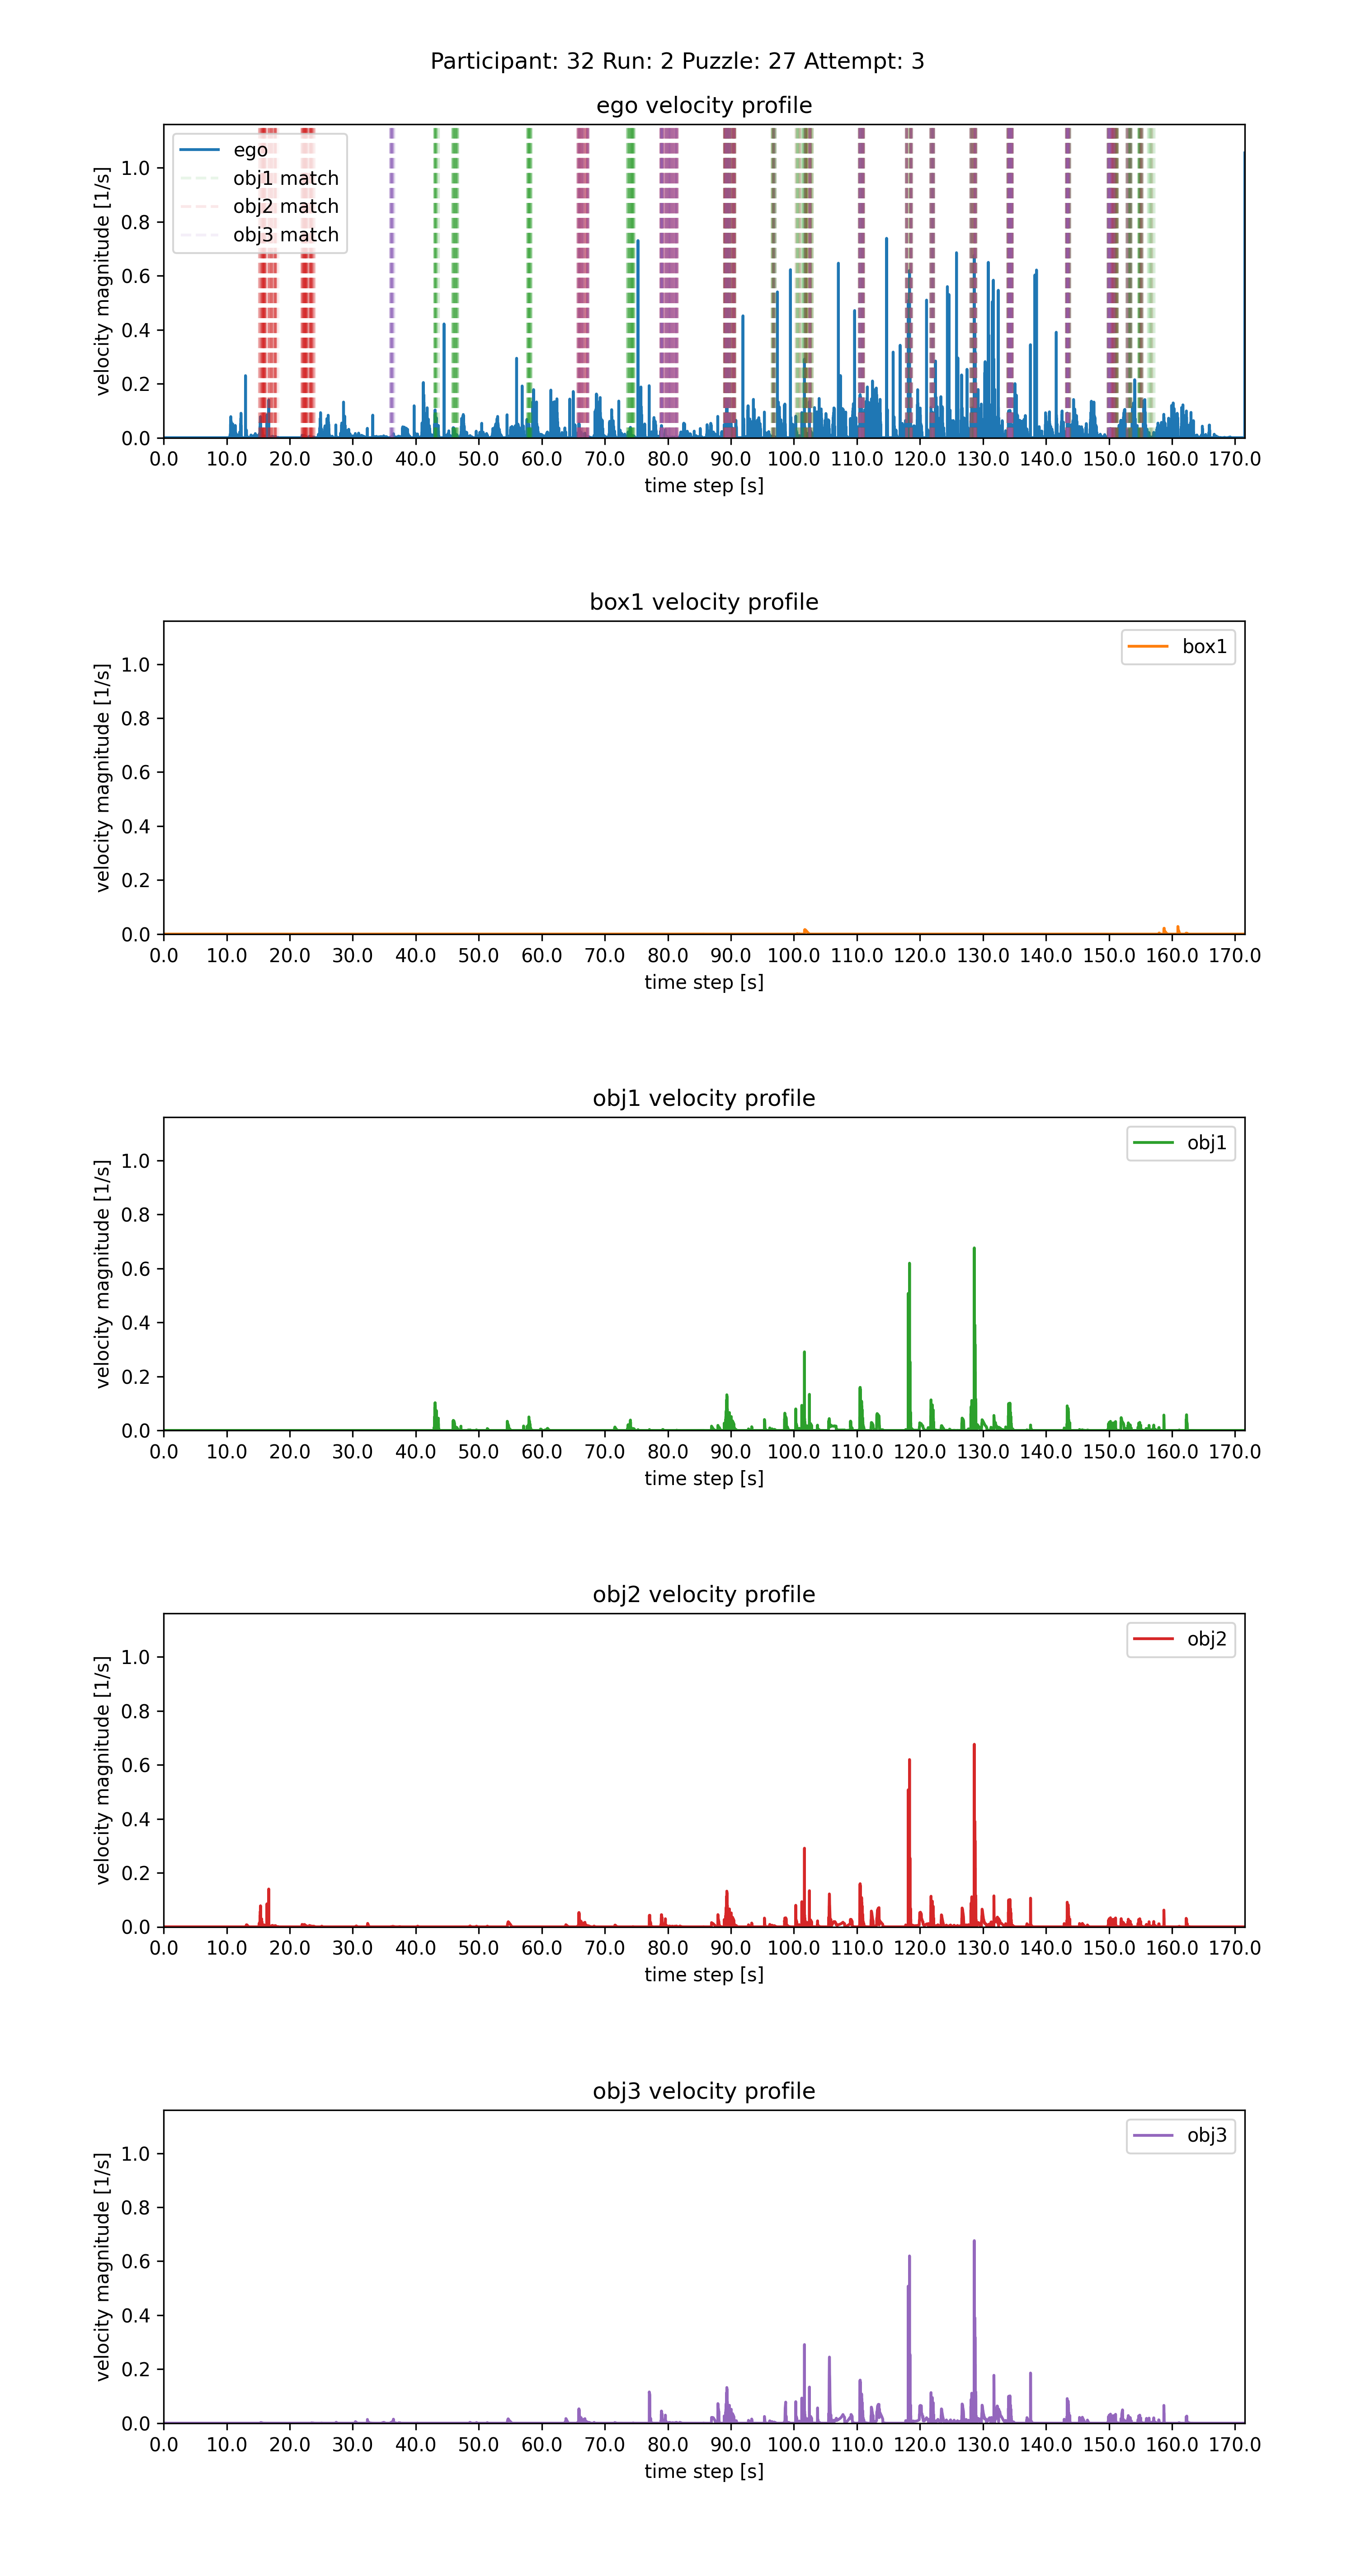 Participant: 32 Run: 2 Puzzle: 27 Attempt: 3
ego velocity profile
velocity magnitude [1/s]
1.0
0.8
0.6
0.4
0.2
0.0
ego
obj1 match
obj2 match
obj3 match
0.0 10.0 20.0 30.0 40.0 50.0 60.0 70.0 80.0 90.0 100.0 110.0 120.0 130.0 140.0 150.0 160.0 170.0
time step [s]
box1 velocity profile
velocity magnitude [1/s]
1.0
0.8
0.6
0.4
0.2
0.0
box1
0.0 10.0 20.0 30.0 40.0 50.0 60.0 70.0 80.0 90.0 100.0 110.0 120.0 130.0 140.0 150.0 160.0 170.0
time step [s]
obj1 velocity profile
velocity magnitude [1/s]
1.0
0.8
0.6
0.4
0.2
0.0
obj1
0.0 10.0 20.0 30.0 40.0 50.0 60.0 70.0 80.0 90.0 100.0 110.0 120.0 130.0 140.0 150.0 160.0 170.0
time step [s]
obj2 velocity profile
velocity magnitude [1/s]
1.0
0.8
0.6
0.4
0.2
0.0
obj2
0.0 10.0 20.0 30.0 40.0 50.0 60.0 70.0 80.0 90.0 100.0 110.0 120.0 130.0 140.0 150.0 160.0 170.0
time step [s]
obj3 velocity profile
velocity magnitude [1/s]
1.0
0.8
0.6
0.4
0.2
0.0
obj3
0.0 10.0 20.0 30.0 40.0 50.0 60.0 70.0 80.0 90.0 100.0 110.0 120.0 130.0 140.0 150.0 160.0 170.0
time step [s]